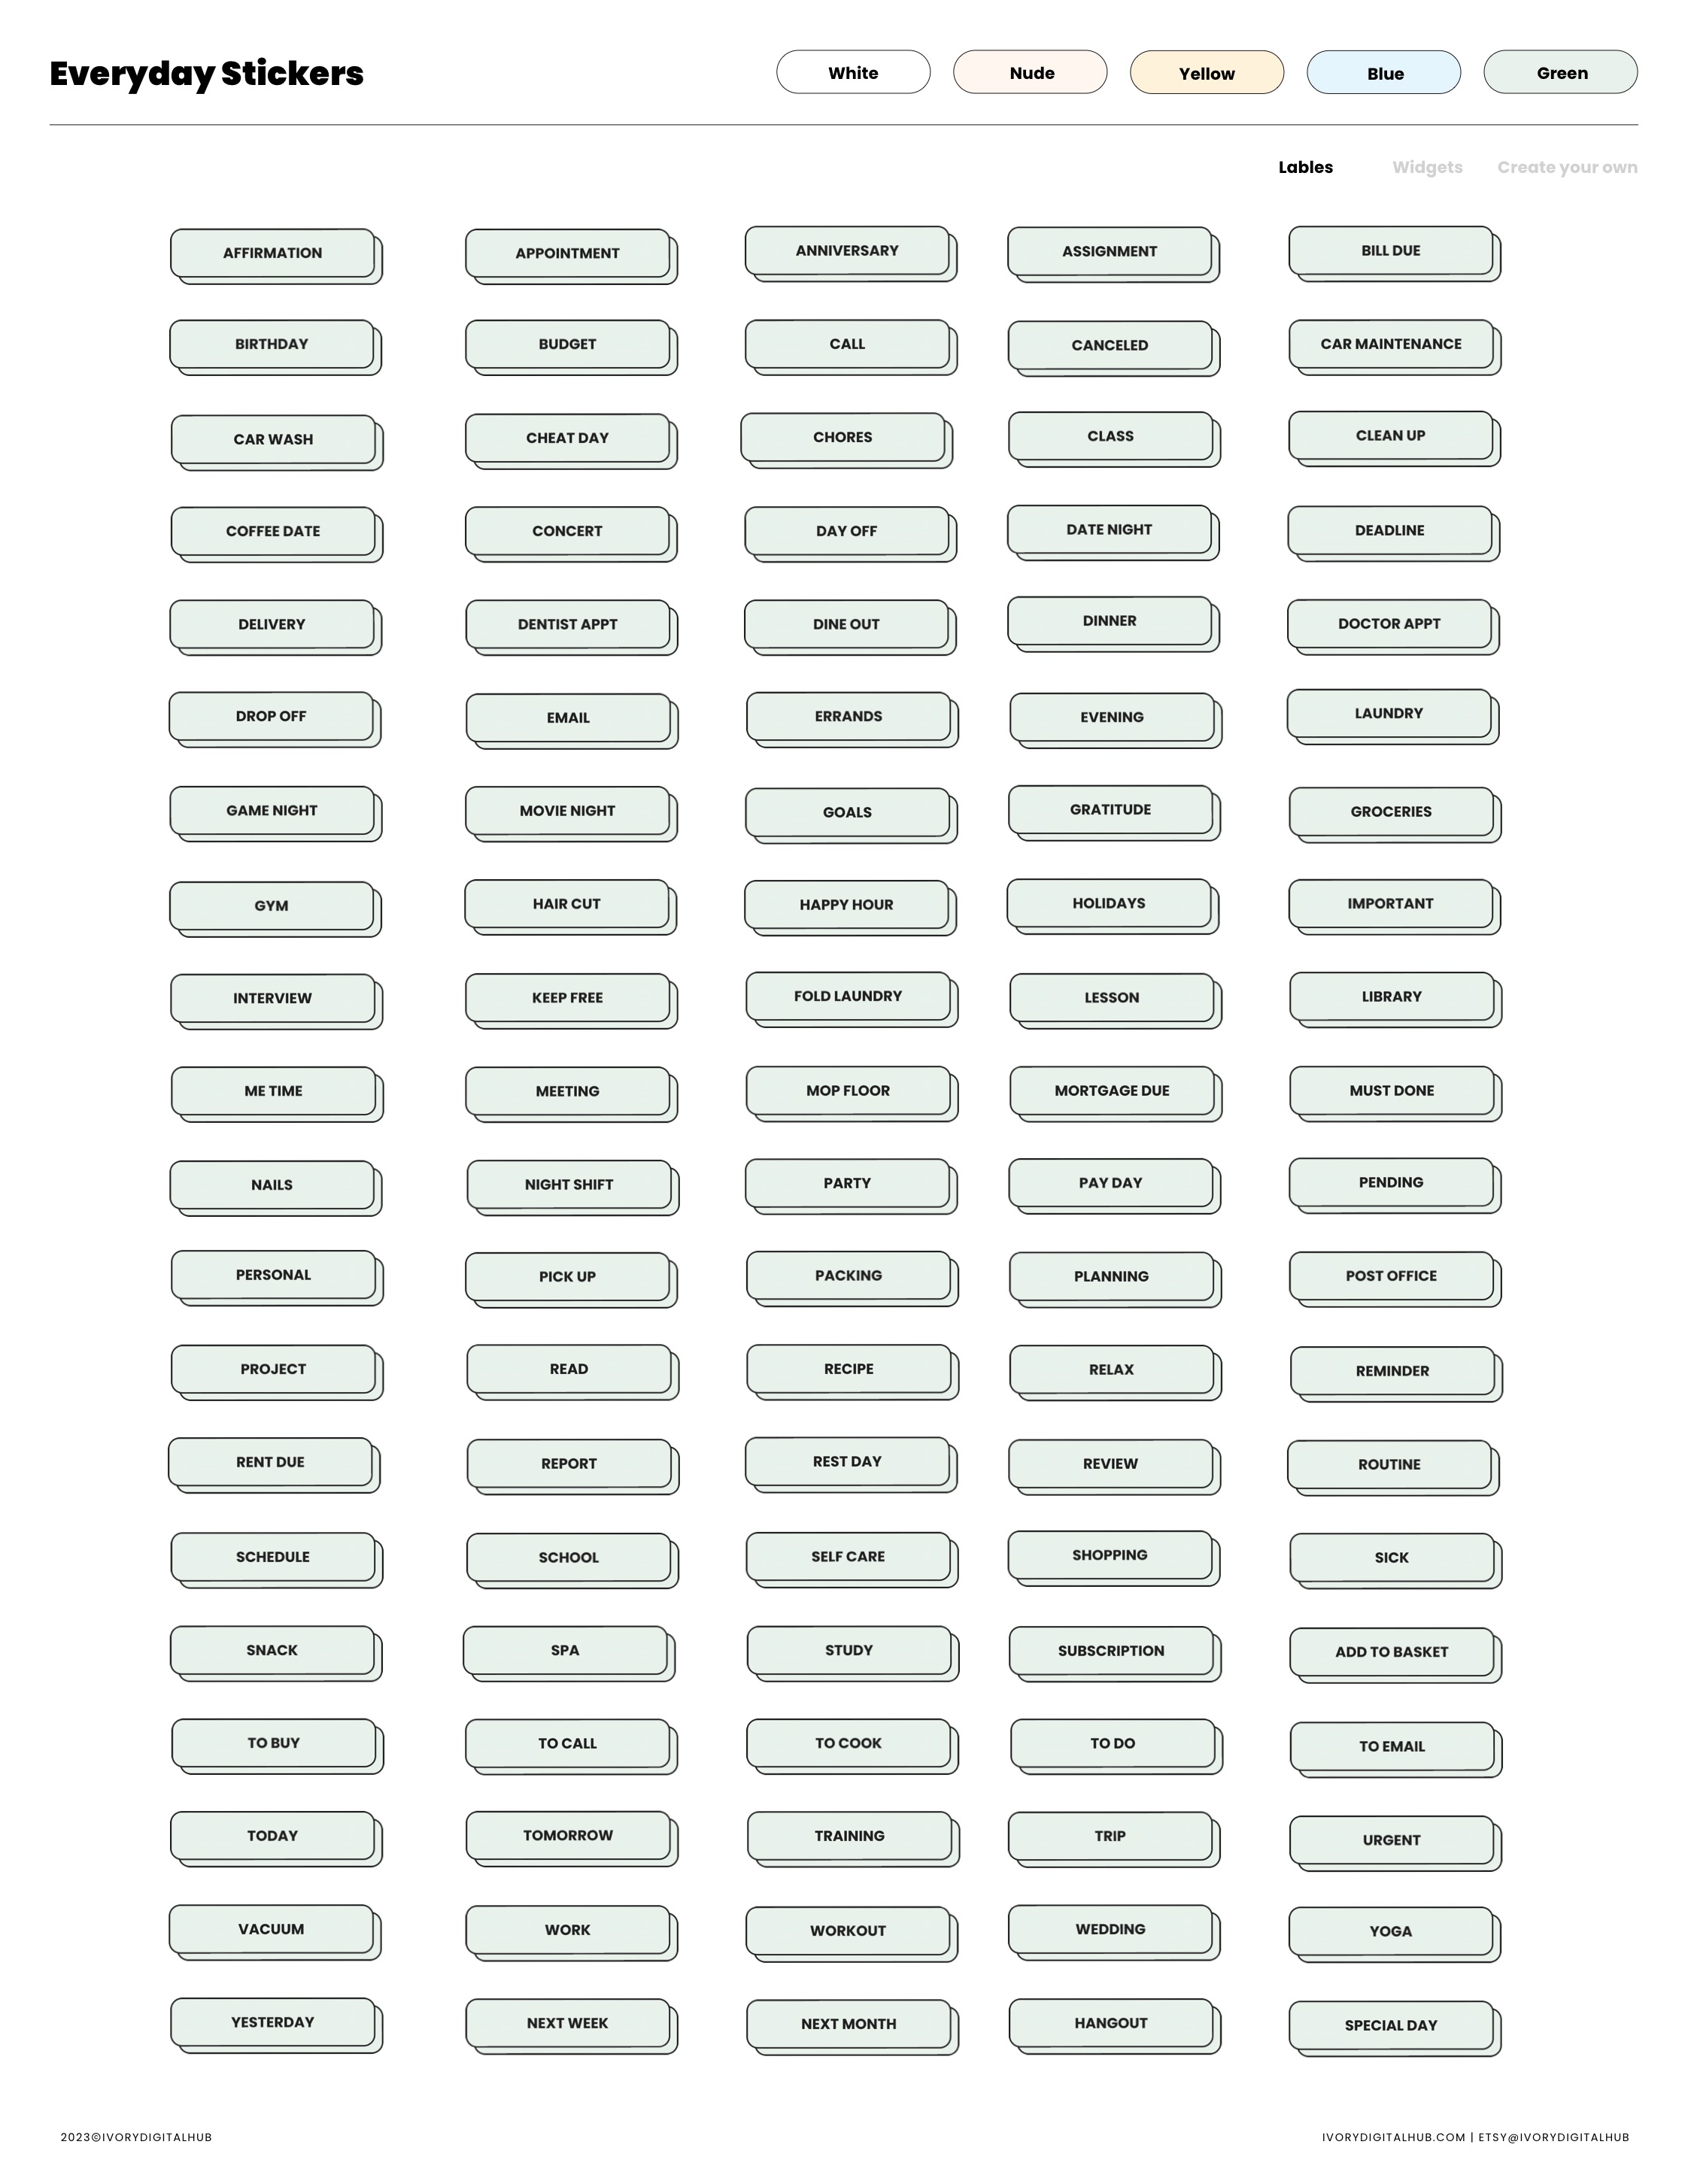 Everyday Stickers
White Nude Yellow Blue Green
Lables Widgets Create your own
AFFIRMATION APPOINTMENT ANNIVERSARY ASSIGNMENT BILL DUE
BIRTHDAY BUDGET CALL CANCELED CAR MAINTENANCE
CAR WASH CHEAT DAY CHORES CLASS CLEAN UP
COFFEE DATE CONCERT DAY OFF DATE NIGHT DEADLINE
DELIVERY DENTIST APPT DINE OUT DINNER DOCTOR APPT
DROP OFF EMAIL ERRANDS EVENING LAUNDRY
GAME NIGHT MOVIE NIGHT GOALS GRATITUDE GROCERIES
GYM HAIR CUT HAPPY HOUR HOLIDAYS IMPORTANT
INTERVIEW KEEP FREE FOLD LAUNDRY LESSON LIBRARY
ME TIME MEETING MOP FLOOR MORTGAGE DUE MUST DONE
NAILS NIGHT SHIFT PARTY PAY DAY PENDING
PERSONAL PICK UP PACKING PLANNING POST OFFICE
PROJECT READ RECIPE RELAX REMINDER
RENT DUE REPORT REST DAY REVIEW ROUTINE
SCHEDULE SCHOOL SELF CARE SHOPPING SICK
SNACK SPA STUDY SUBSCRIPTION ADD TO BASKET
TO BUY TO CALL TO COOK TO DO TO EMAIL
TODAY TOMORROW TRAINING TRIP URGENT
VACUUM WORK WORKOUT WEDDING YOGA
YESTERDAY NEXT WEEK NEXT MONTH HANGOUT SPECIAL DAY
2023©IVORYDIGITALHUB IVORYDIGITALHUB.COM | ETSY@IVORYDIGITALHUB